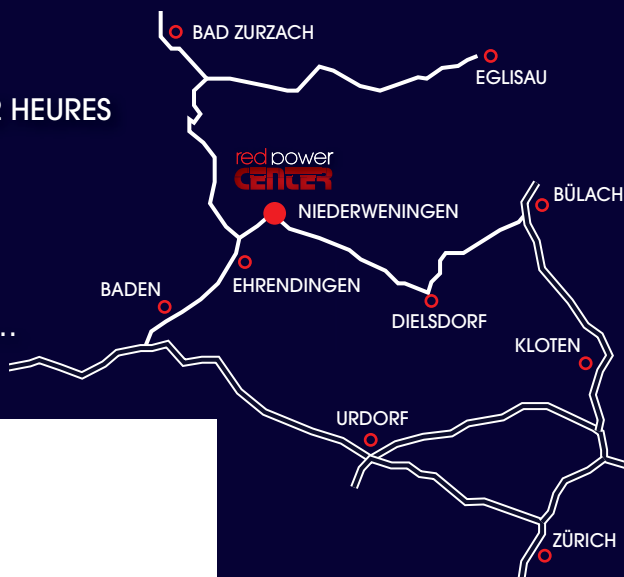 BAD ZURZACH
EGLISAU
HEURES
red power
CENTER
BÜLACH
NIEDERWENINGEN
EHRENDINGEN
BADEN
DIELSDORF
..
KLOTEN
URDORF
ZÜRICH